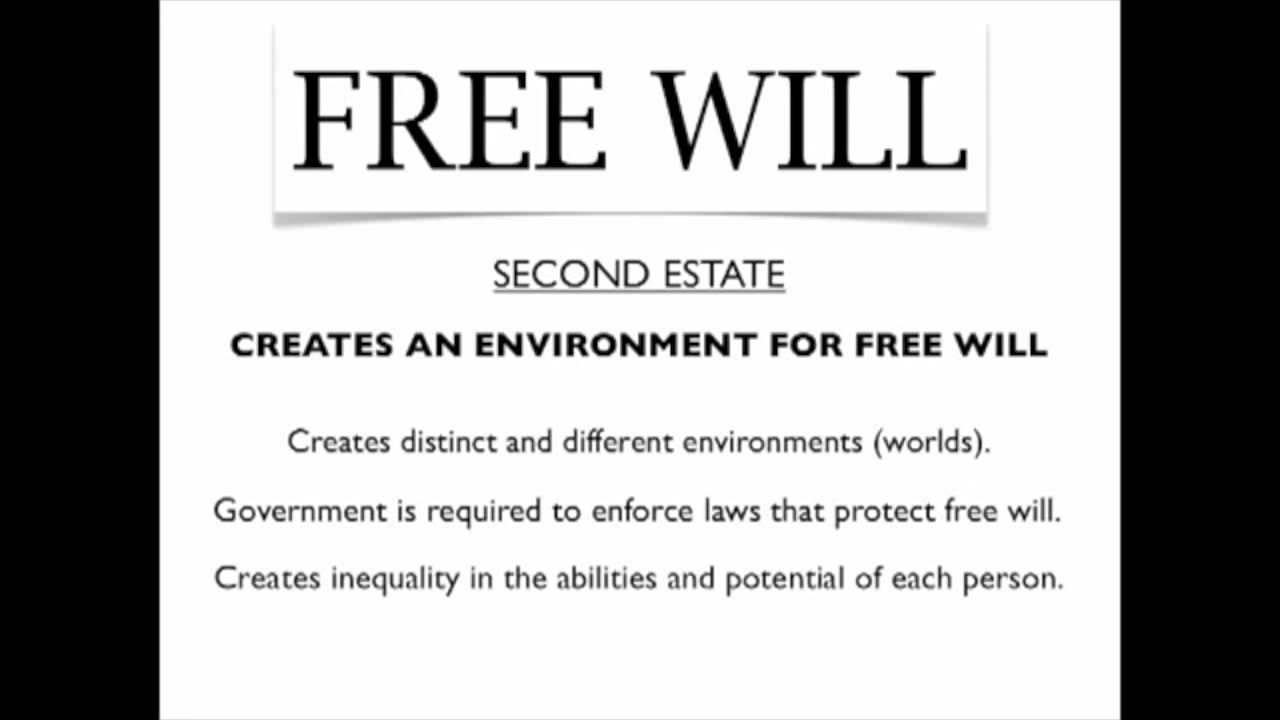 FREE WILL
SECOND ESTATE
CREATES AN ENVIRONMENT FOR FREE WILL
Creates distinct and different environments (worlds).
Government is required to enforce laws that protect free will.
Creates inequality in the abilities and potential of each person.